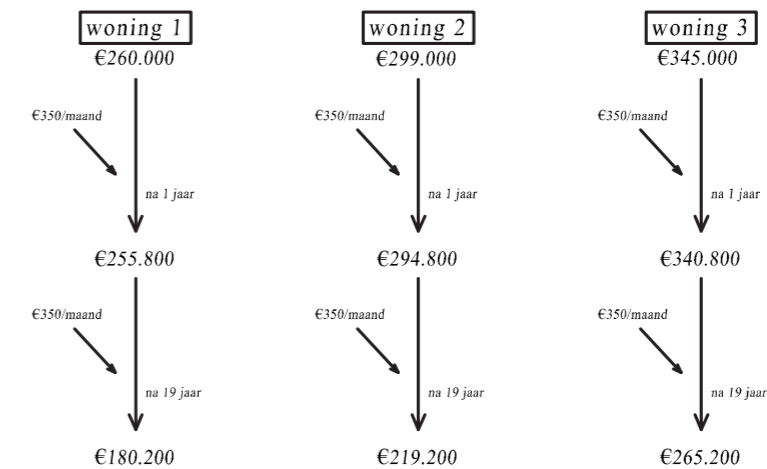 woning 1
€260.000
€350/maand
na 1 jaar
€255.800
€350/maand
na 19 jaar
€180.200
woning 2
€299.000
€350/maand
na 1 jaar
€294.800
€350/maand
na 19 jaar
€219.200
woning 3
€345.000
€350/maand
na 1 jaar
€340.800
€350/maand
na 19 jaar
€265.200